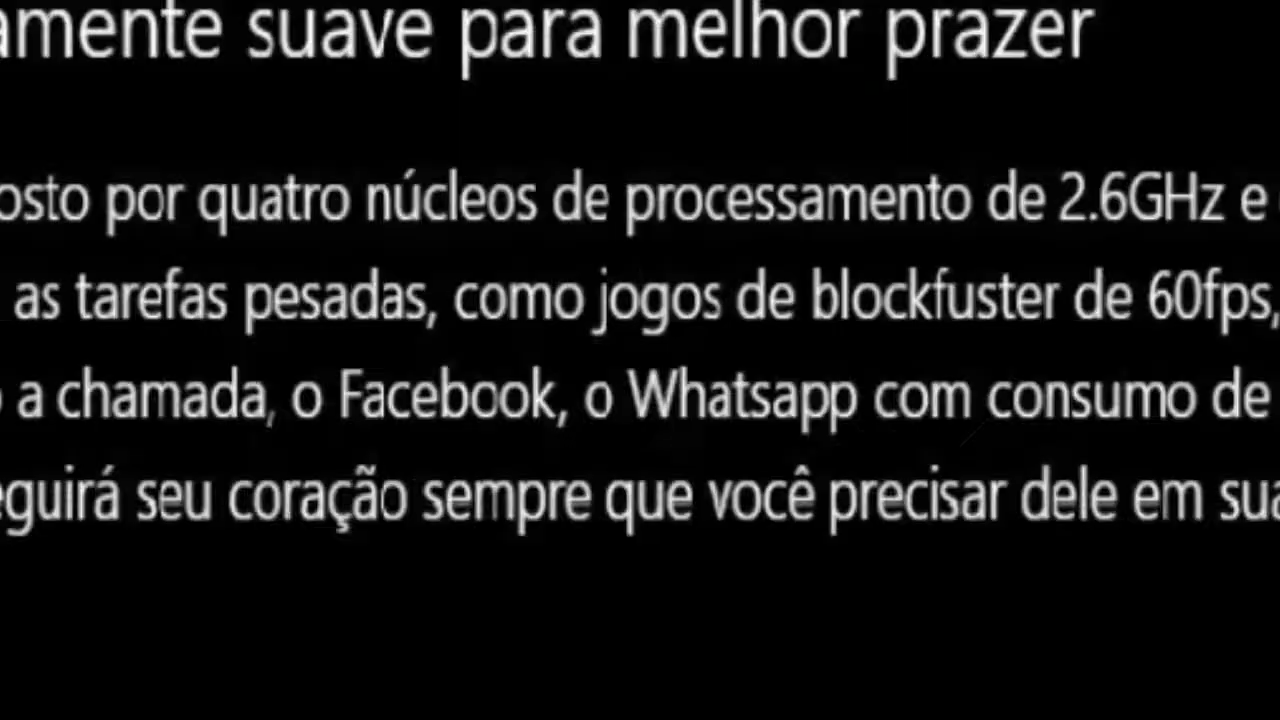 amente suave para melhor prazer
osto por quatro núcleos de processamento de 2.6GHz e
as tarefas pesadas, como jogos de blockfuster de 60fps,
o a chamada, o Facebook, o Whatsapp com consumo de
eguirá seu coração sempre que você precisar dele em sua